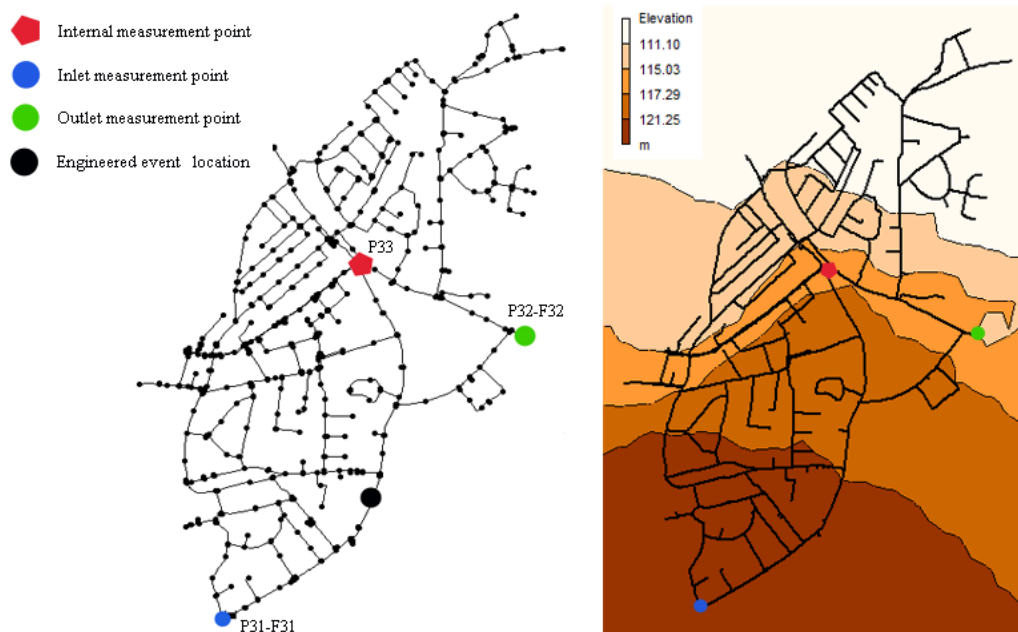 Internal measurement point
Inlet measurement point
Outlet measurement point
Engineered event location
P33
P32-F32
P31-F31
Elevation
111.10
115.03
117.29
121.25
m